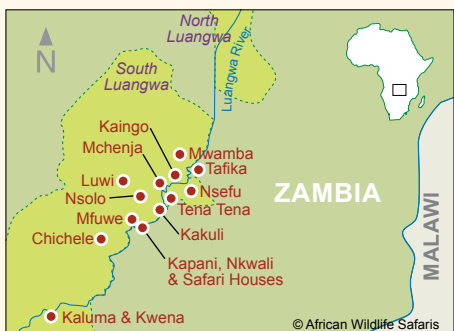 North
Luangwa
Luangwa River
N
South
Luangwa
Kaingo
Mchenja
Mwamba
Tafika
Luwi
Nsefu
Nsolo
ZAMBIA
Tena Tena
Mfuwe
Kakuli
Chichele
Kapani, Nkwali
& Safari Houses
MALAWI
Kaluma & Kwena
© African Wildlife Safaris